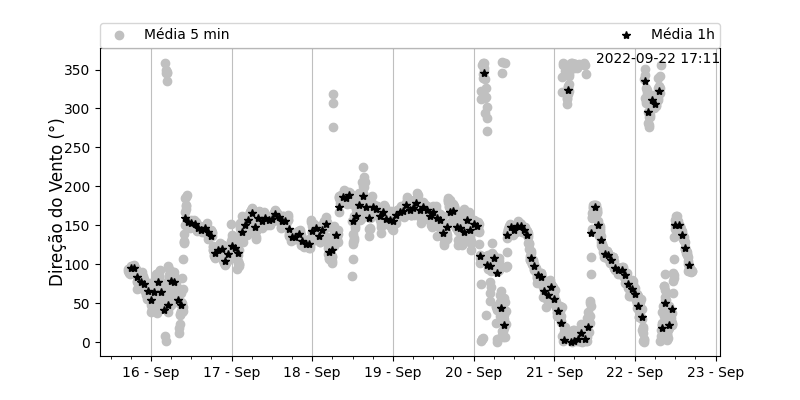 Média 5 min
Média 1h
2022-09-22 17:11
Direção do Vento (°)
350
300
250
200
150
100
50
0
16 - Sep
17 - Sep
18 - Sep
19 - Sep
20 - Sep
21 - Sep
22 - Sep
23 - Sep